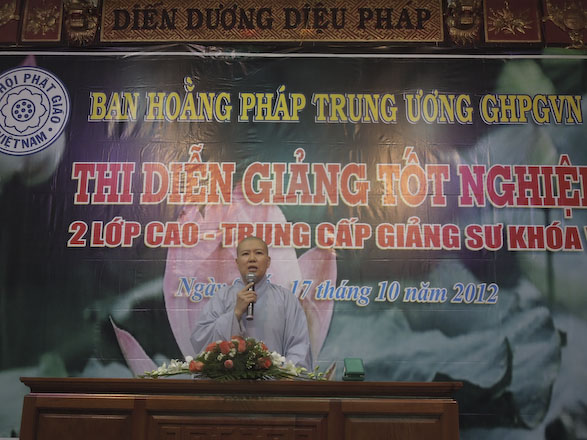 DIỄN DƯƠNG DIỆU PHÁP
HỘI PHẬT GIÁO
VIỆT NAM
BAN HOẰNG PHÁP TRUNG ƯƠNG GHPGVN
THI DIỄN GIẢNG TỐT NGHIỆ
2 LỚP CAO - TRUNG CẤP GIẢNG SƯ KHÓA
Ngày 17 tháng 10 năm 2012